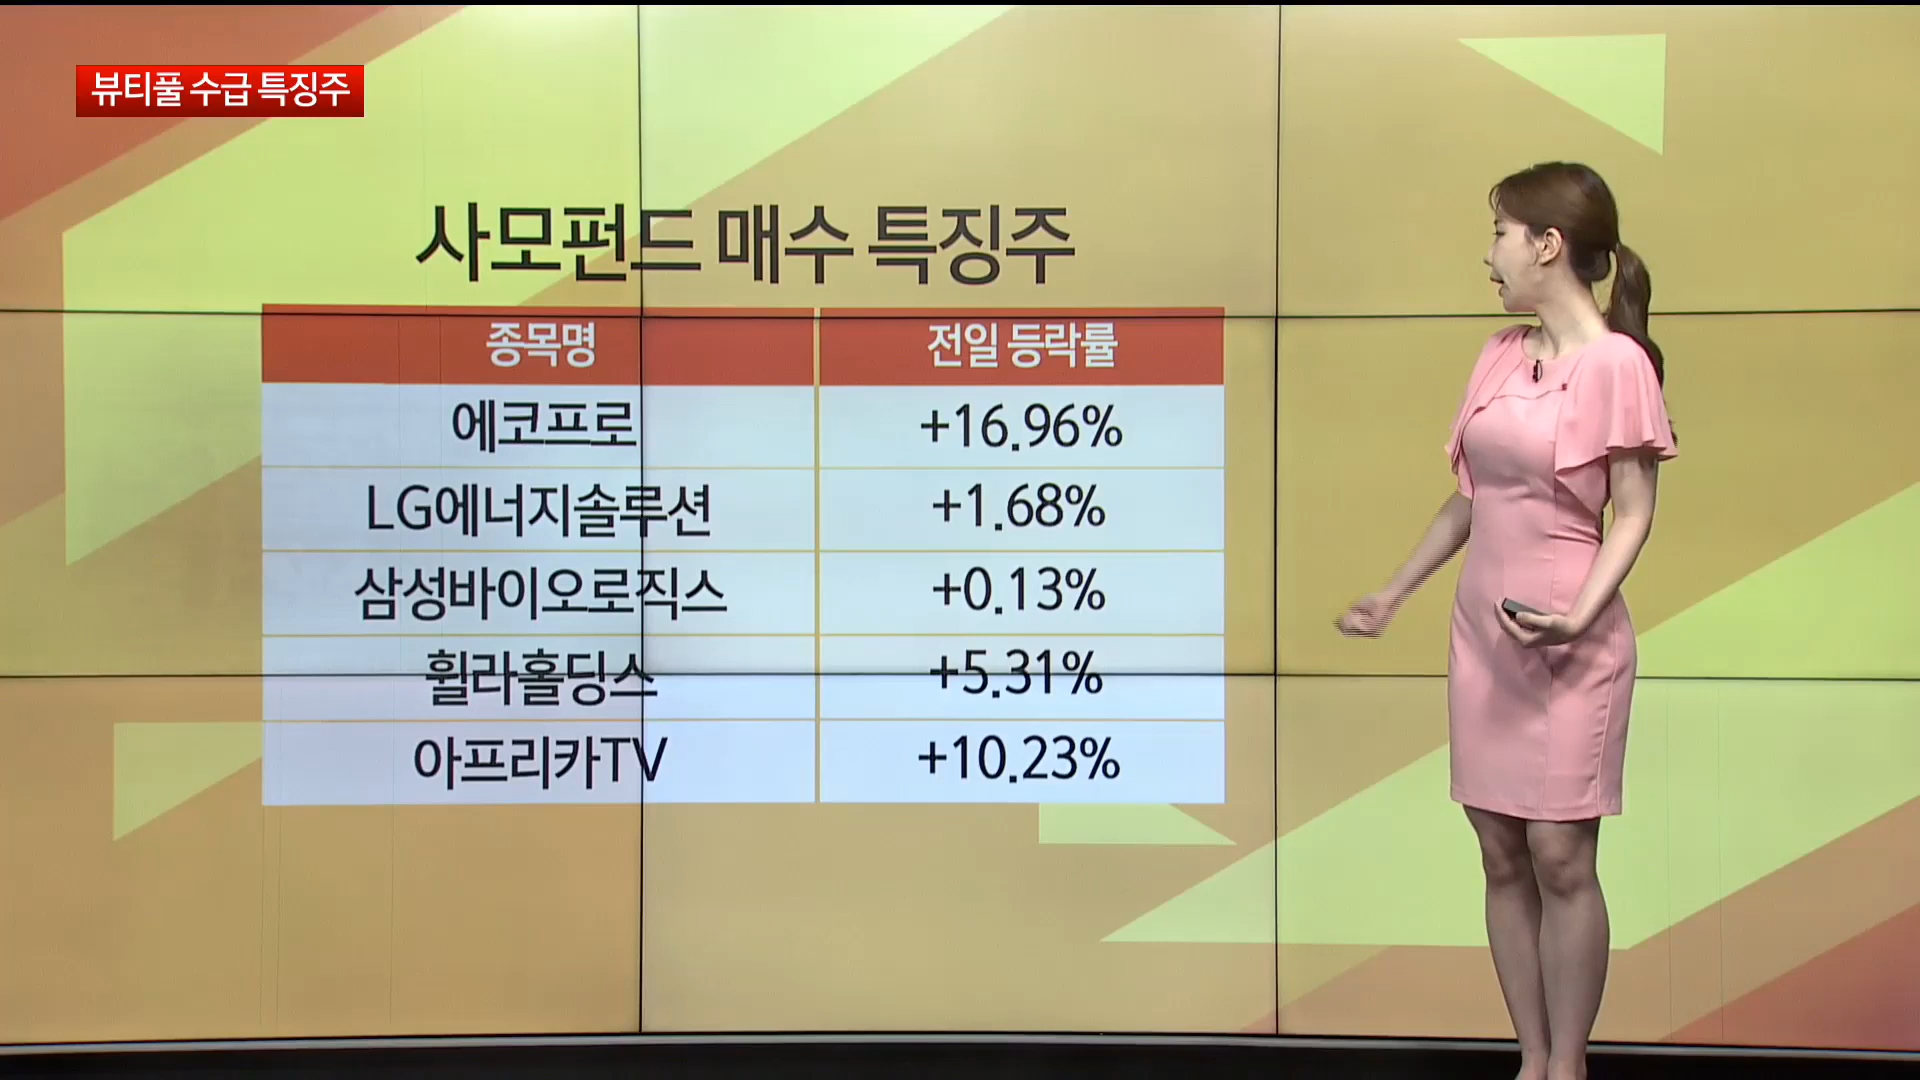 뷰티풀 수급 특징주
사모펀드 매수 특징주
종목명 전일 등락률
에코프로 +16.96%
LG에너지솔루션 +1.68%
삼성바이오로직스 +0.13%
휠라홀딩스 +5.31%
아프리카TV +10.23%